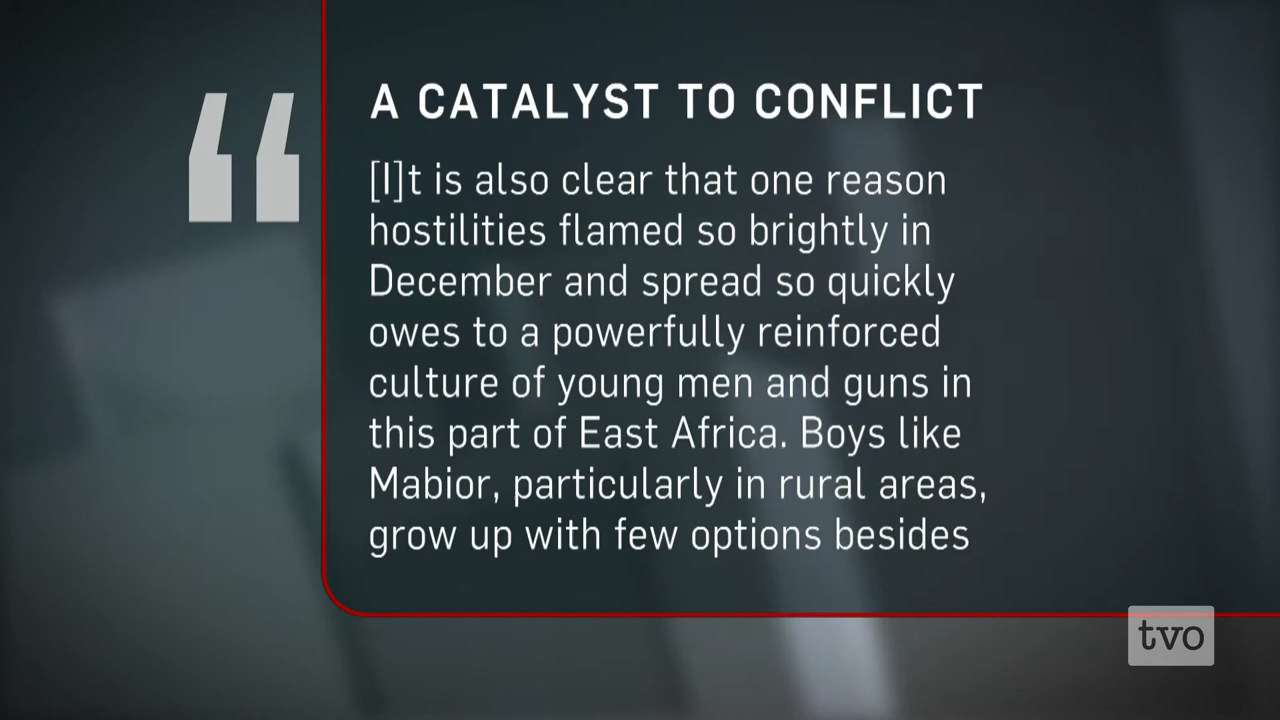 “
A CATALYST TO CONFLICT
[I]t is also clear that one reason
hostilities flamed so brightly in
December and spread so quickly
owes to a powerfully reinforced
culture of young men and guns in
this part of East Africa. Boys like
Mabior, particularly in rural areas,
grow up with few options besides
tvo